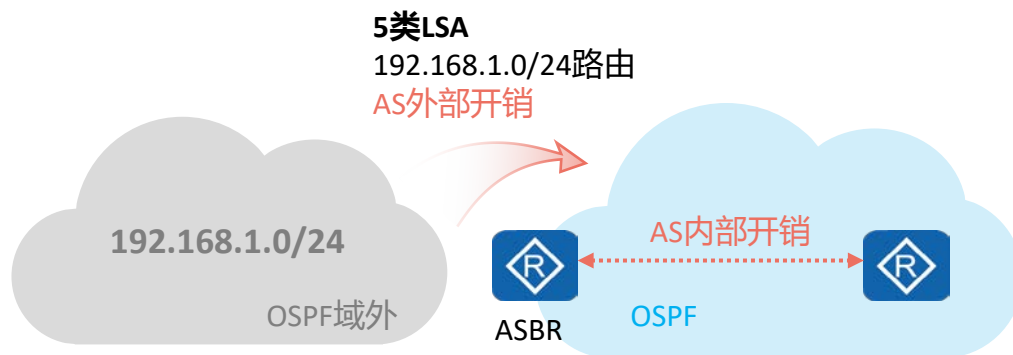 5类LSA
192.168.1.0/24路由
AS外部开销
192.168.1.0/24
OSPF域外
AS内部开销
R
R
ASBR
OSPF